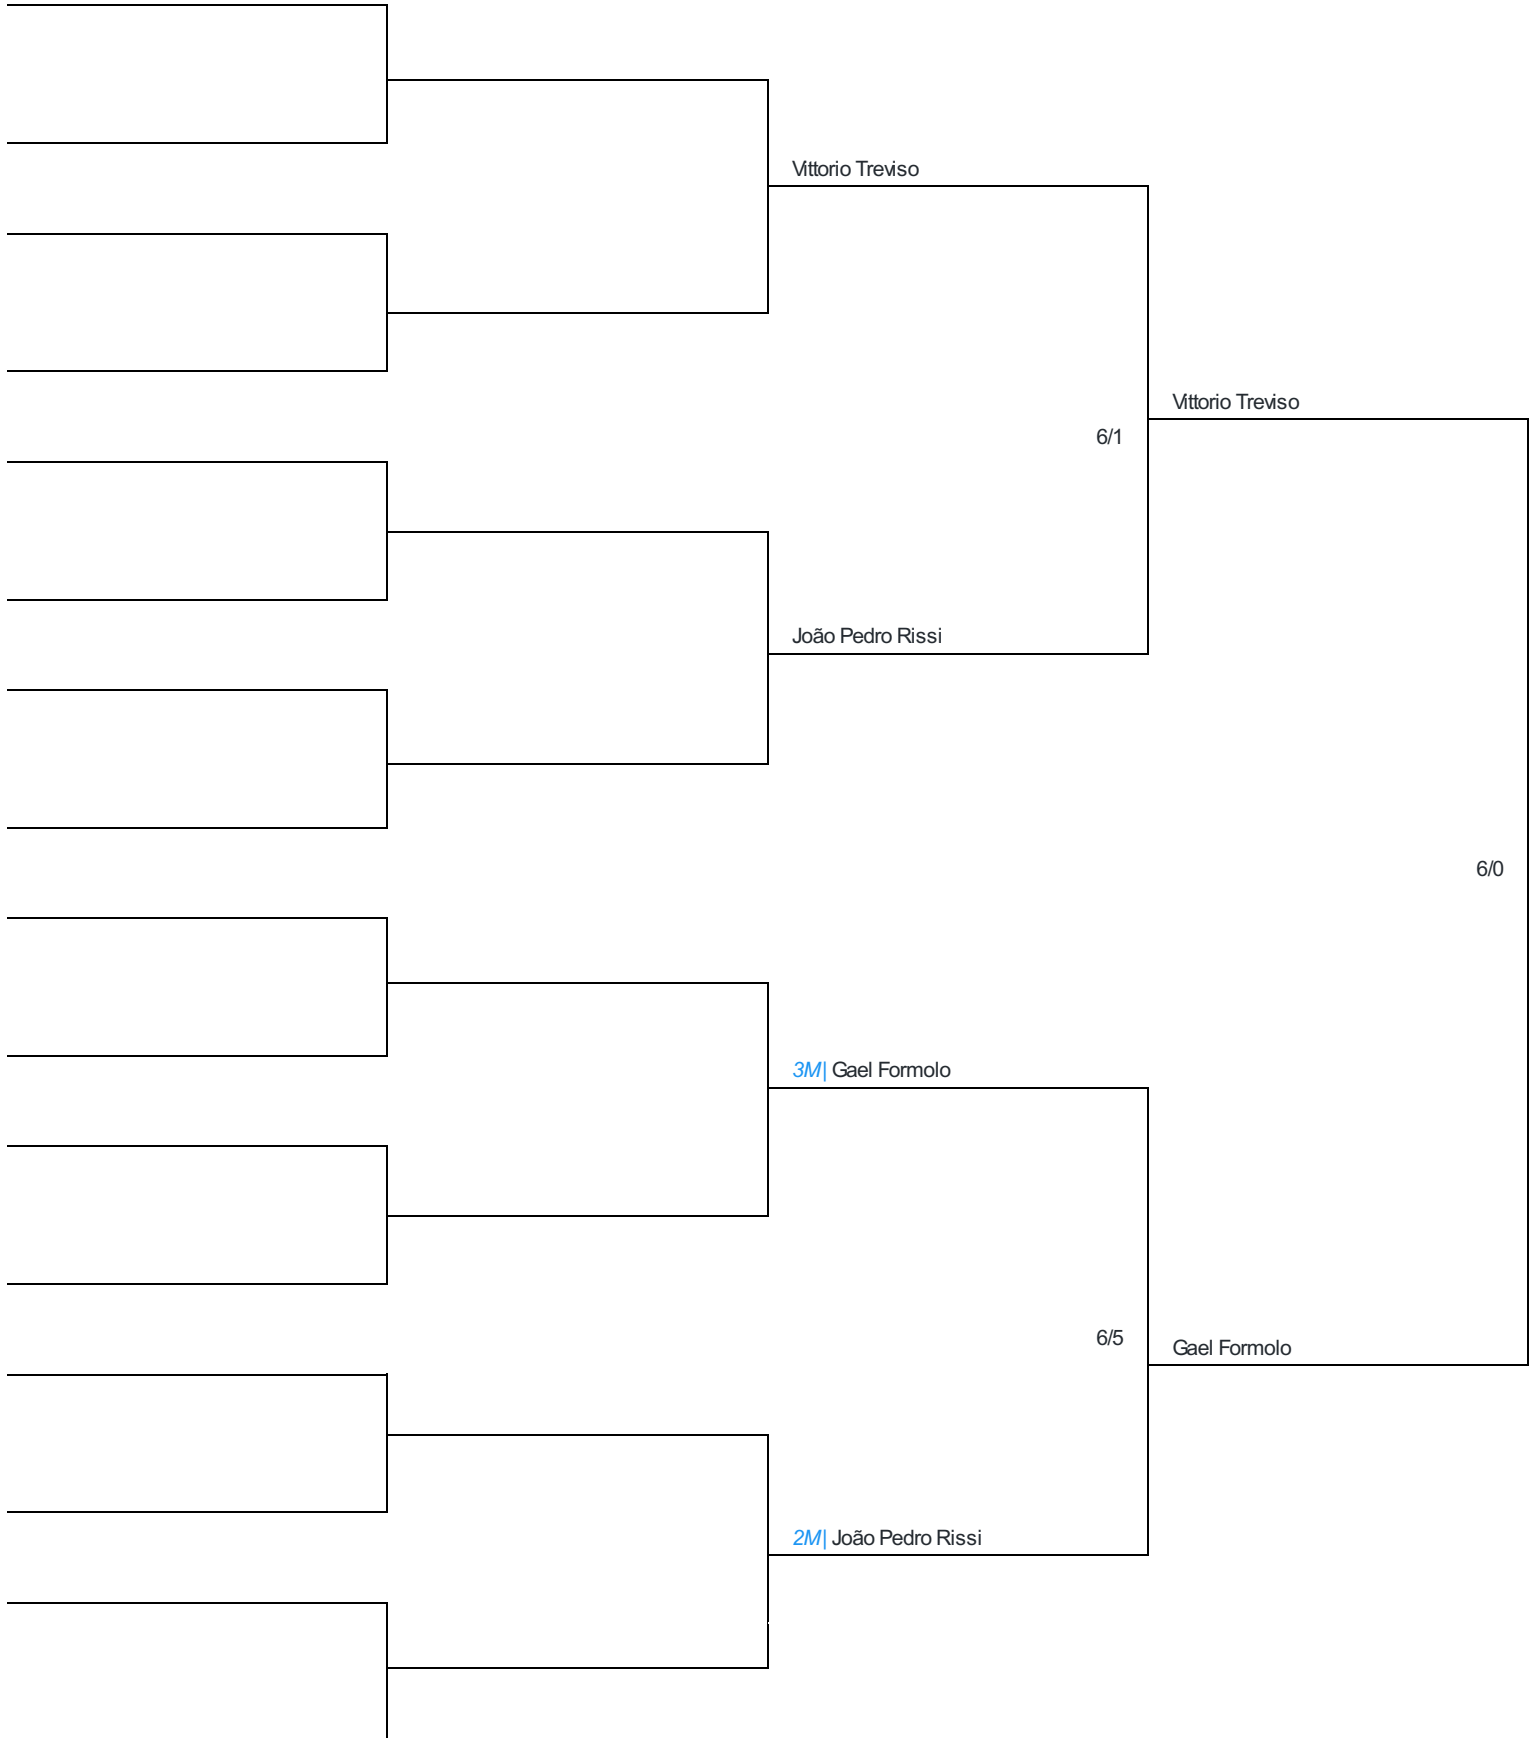 Vittorio Treviso
Vittorio Treviso
6/1
João Pedro Rissi
6/0
3M| Gael Formolo
6/5
Gael Formolo
2M| João Pedro Rissi